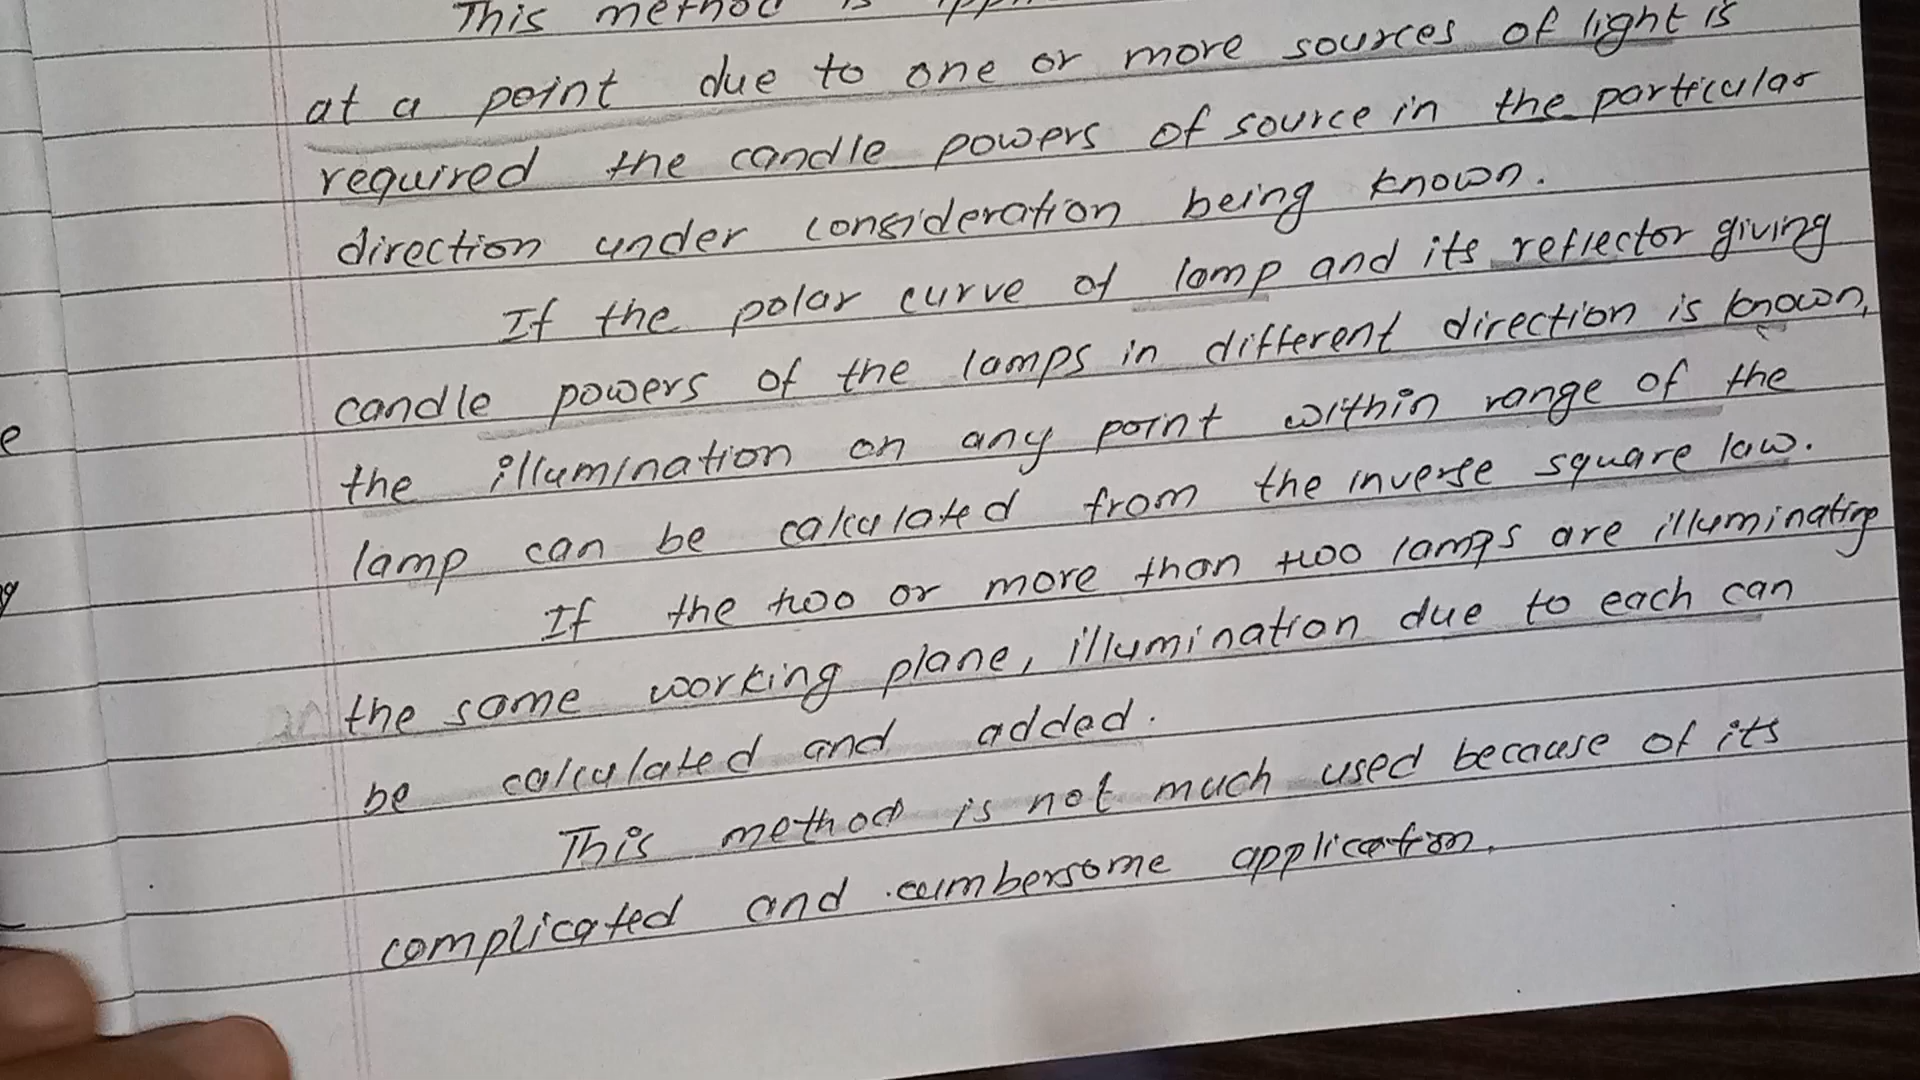 This method is
at a point due to one or more sources of light is
required the candle powers of source in the particular
direction under consideration being known.
If the polar curve of lamp and its reflector giving
candle powers of the lamps in different direction is known,
the illumination on any point within range of the
lamp can be calculated from the inverse square law.
If the two or more than two lamps are illuminating
the same working plane, illumination due to each can
be calculated and added.
This method is not much used because of its
complicated and cumbersome application.